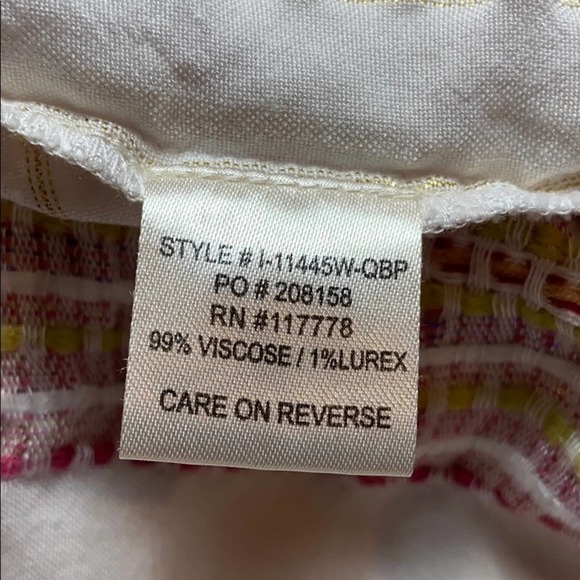 STYLE # I-11445W-QBP
PO # 208158
RN #117778
99% VISCOSE / 1%LUREX
CARE ON REVERSE